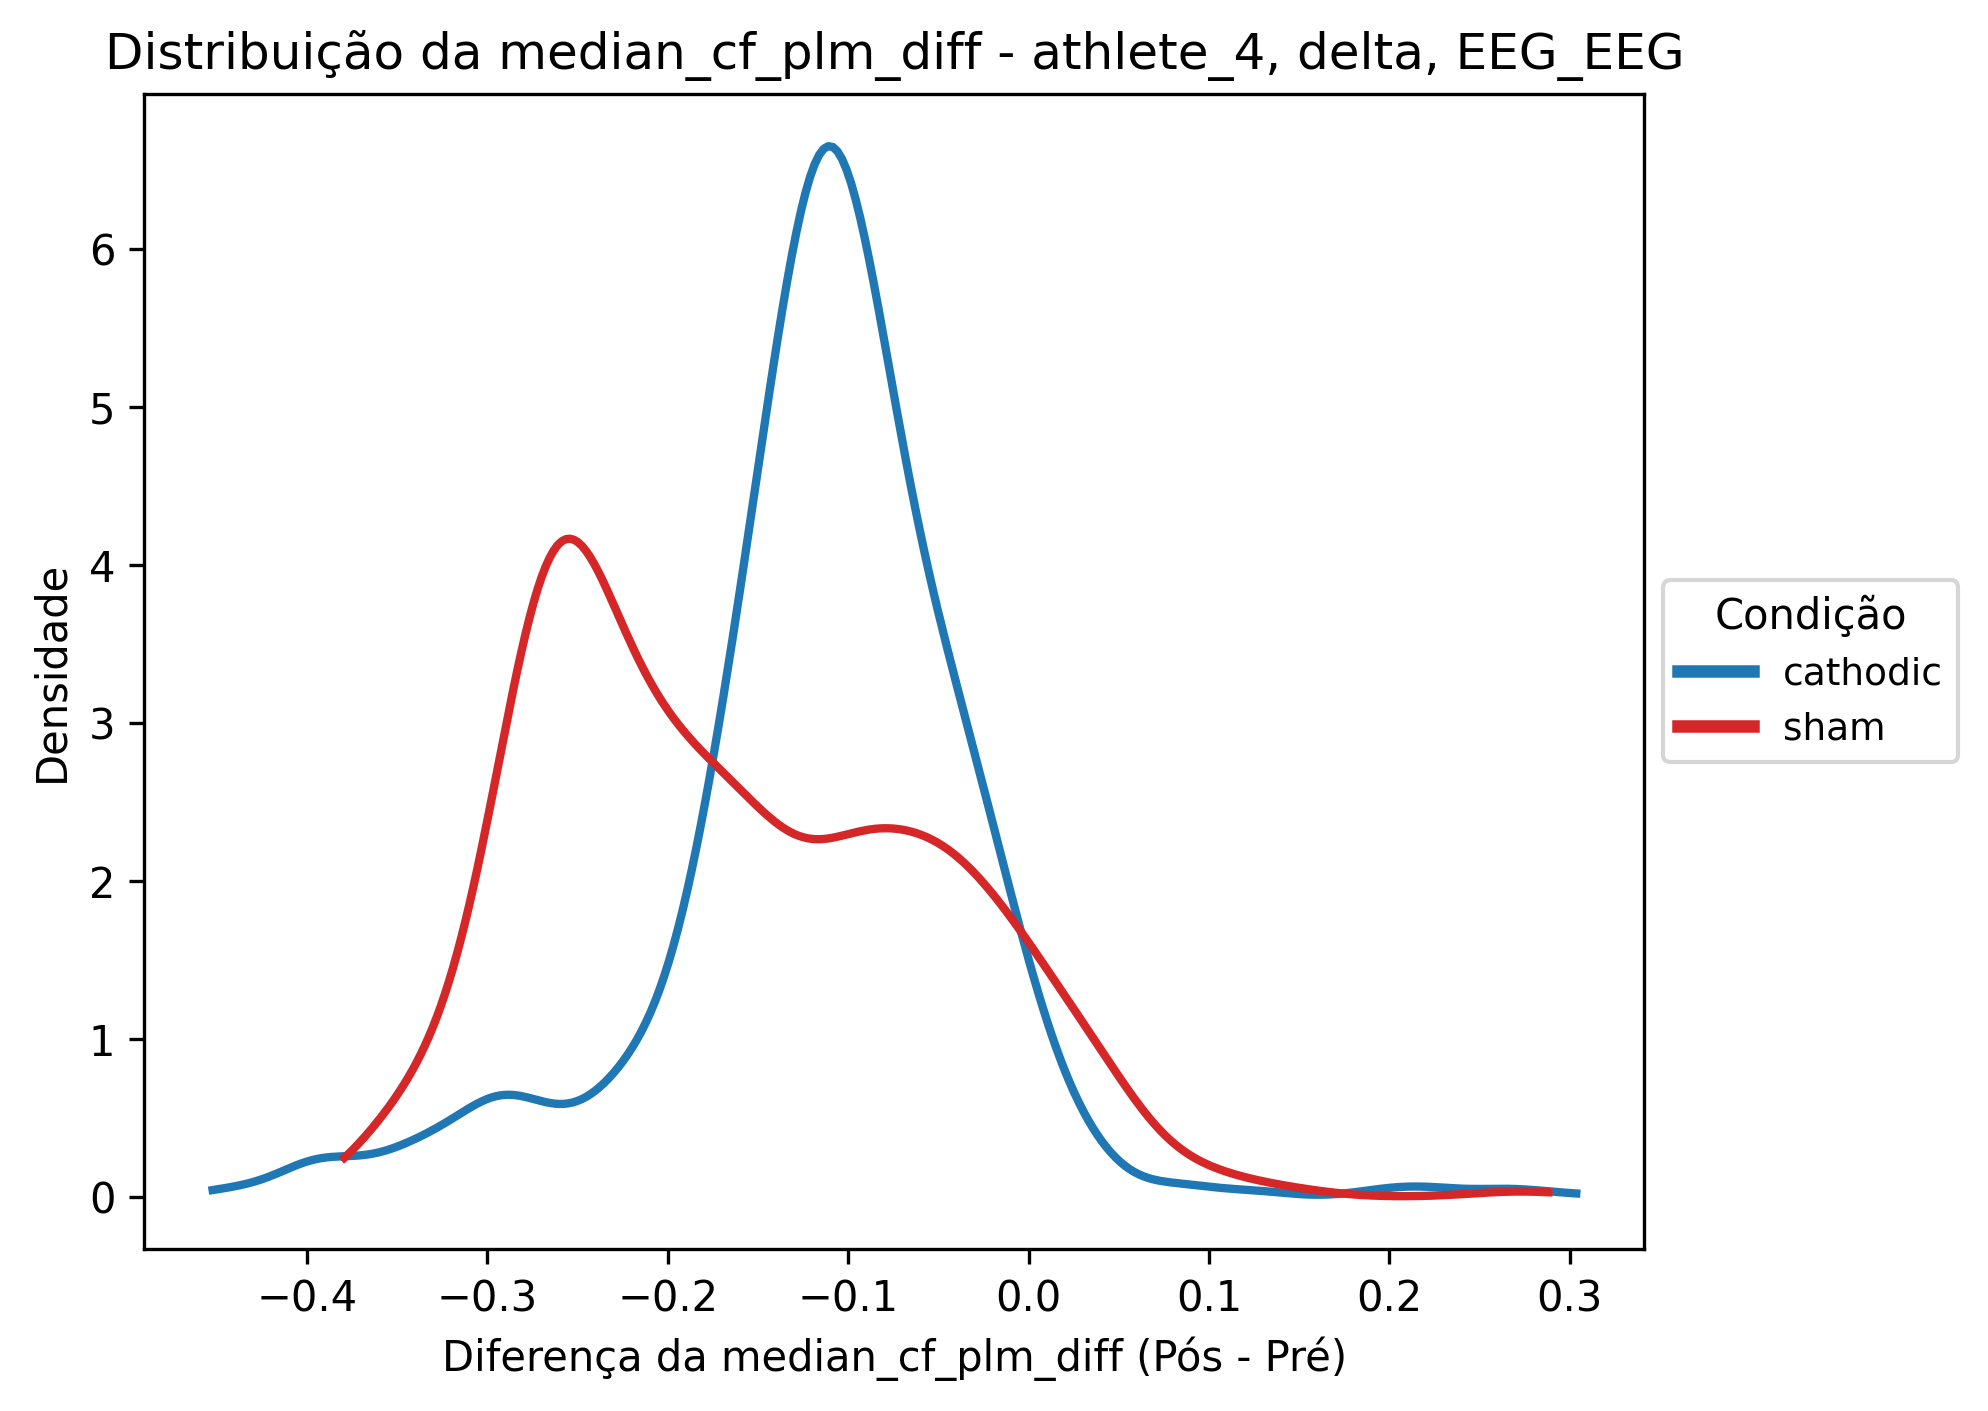 Distribuição da median_cf_plm_diff - athlete_4, delta, EEG_EEG
Densidade
6
5
4
3
2
1
0
−0.4
−0.3
−0.2
−0.1
0.0
0.1
0.2
0.3
Diferença da median_cf_plm_diff (Pós - Pré)
Condição
cathodic
sham